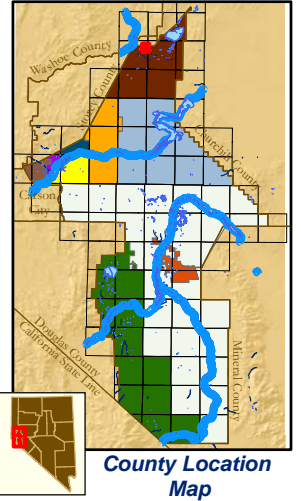 Washoe County
Storey County
Churchill County
Carson
City
Douglas County
California State Line
Mineral County
County Location
Map